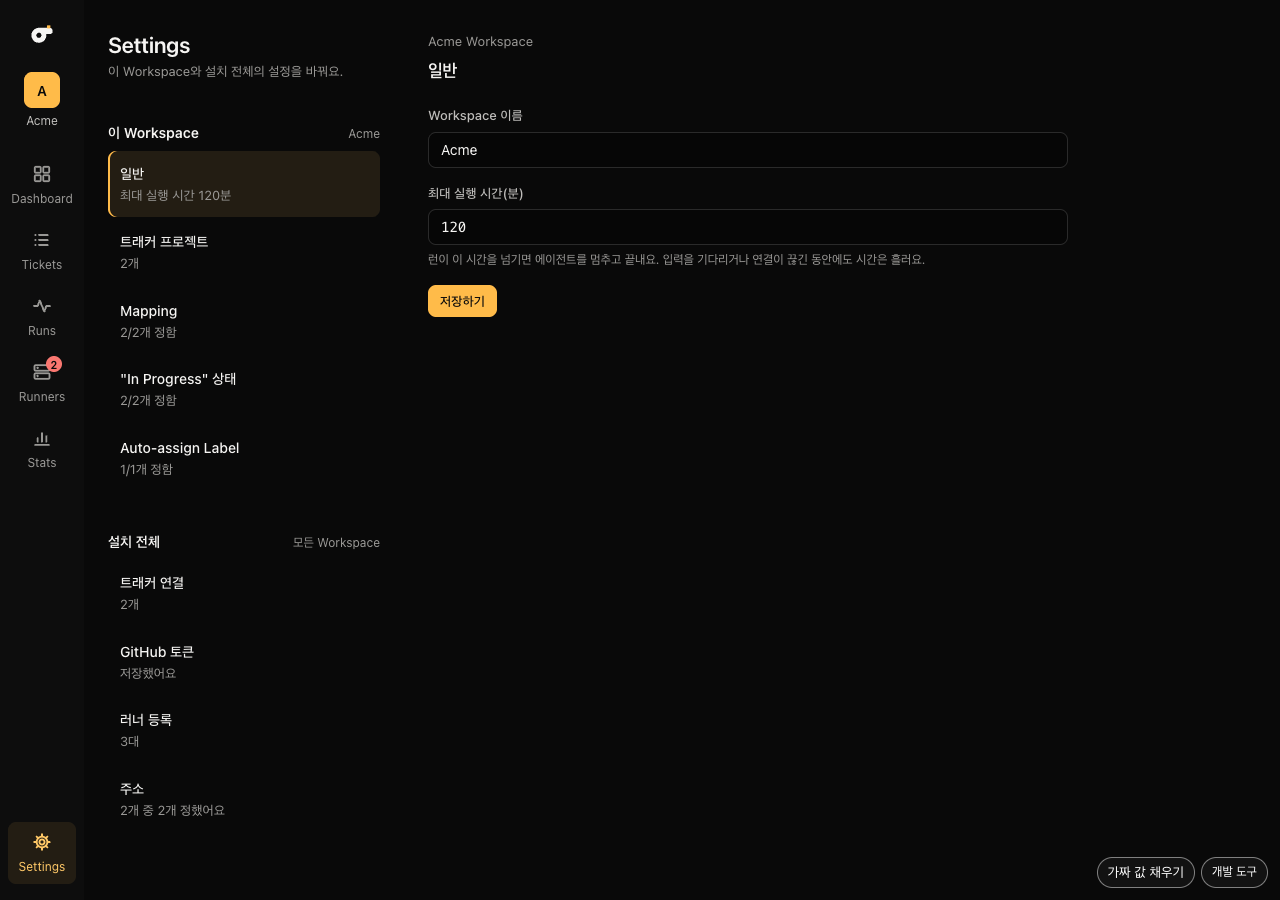 A
Acme
Dashboard
Tickets
Runs
2
Runners
Stats
Settings
Settings
이 Workspace와 설치 전체의 설정을 바꿔요.
이 Workspace
Acme
일반
최대 실행 시간 120분
트래커 프로젝트
2개
Mapping
2/2개 정함
"In Progress" 상태
2/2개 정함
Auto-assign Label
1/1개 정함
설치 전체
모든 Workspace
트래커 연결
2개
GitHub 토큰
저장했어요
러너 등록
3대
주소
2개 중 2개 정했어요
Acme Workspace
일반
Workspace 이름
Acme
최대 실행 시간(분)
120
런이 이 시간을 넘기면 에이전트를 멈추고 끝내요. 입력을 기다리거나 연결이 끊긴 동안에도 시간은 흘러요.
저장하기
가짜 값 채우기
개발 도구